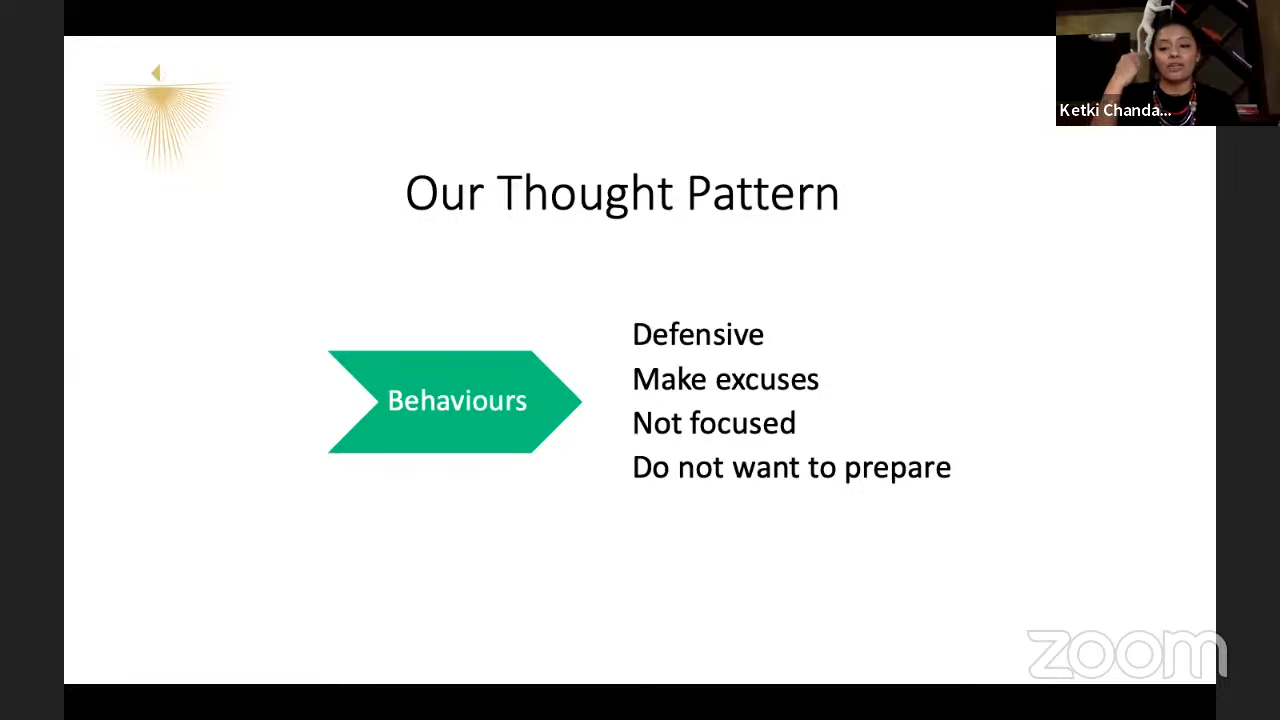 Ketki Chanda...
Our Thought Pattern
Behaviours
Defensive
Make excuses
Not focused
Do not want to prepare
zoom